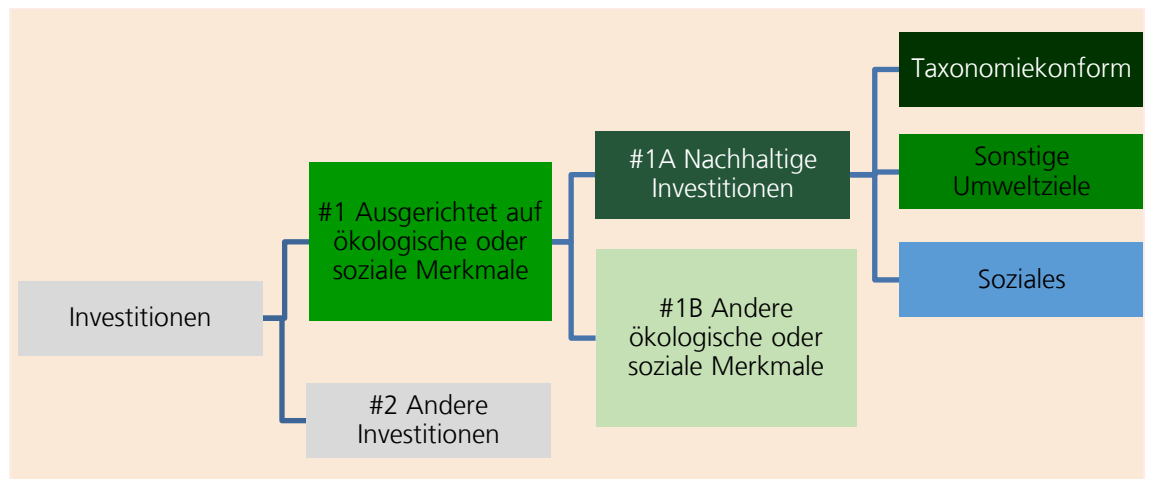 Investitionen
#1 Ausgerichtet auf
ökologische oder
soziale Merkmale
#2 Andere
Investitionen
#1A Nachhaltige
Investitionen
#1B Andere
ökologische oder
soziale Merkmale
Taxonomiekonform
Sonstige
Umweltziele
Soziales